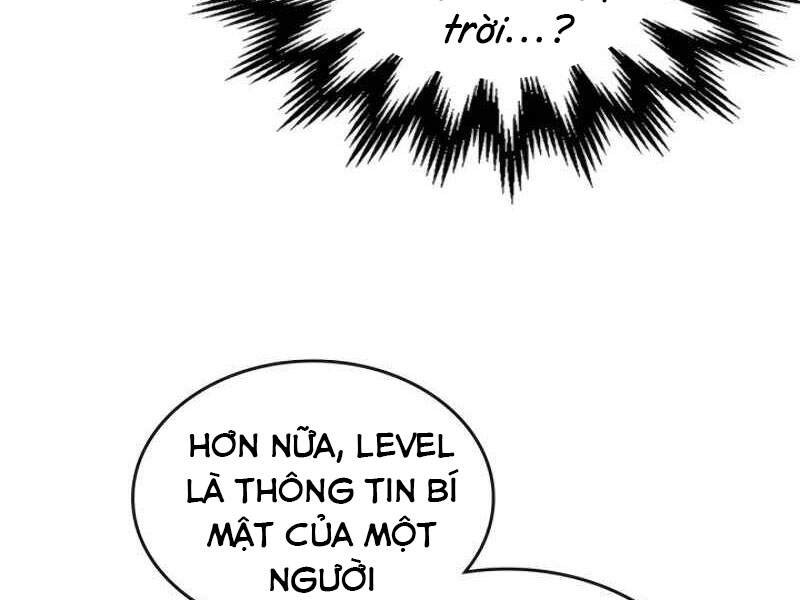 trời...?
HƠN NỮA, LEVEL
LÀ THÔNG TIN BÍ
MẬT CỦA MỘT
NGƯỜI